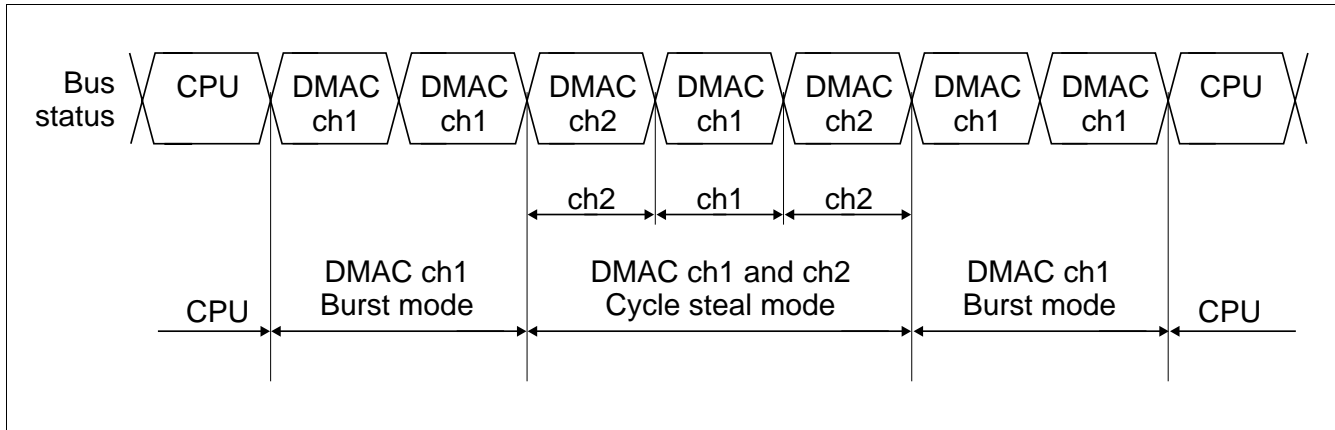 Bus
status
CPU
DMAC
ch1
DMAC
ch1
DMAC
ch2
DMAC
ch1
DMAC
ch2
DMAC
ch1
DMAC
ch1
CPU
ch2
ch1
ch2
CPU
DMAC ch1
Burst mode
DMAC ch1 and ch2
Cycle steal mode
DMAC ch1
Burst mode
CPU